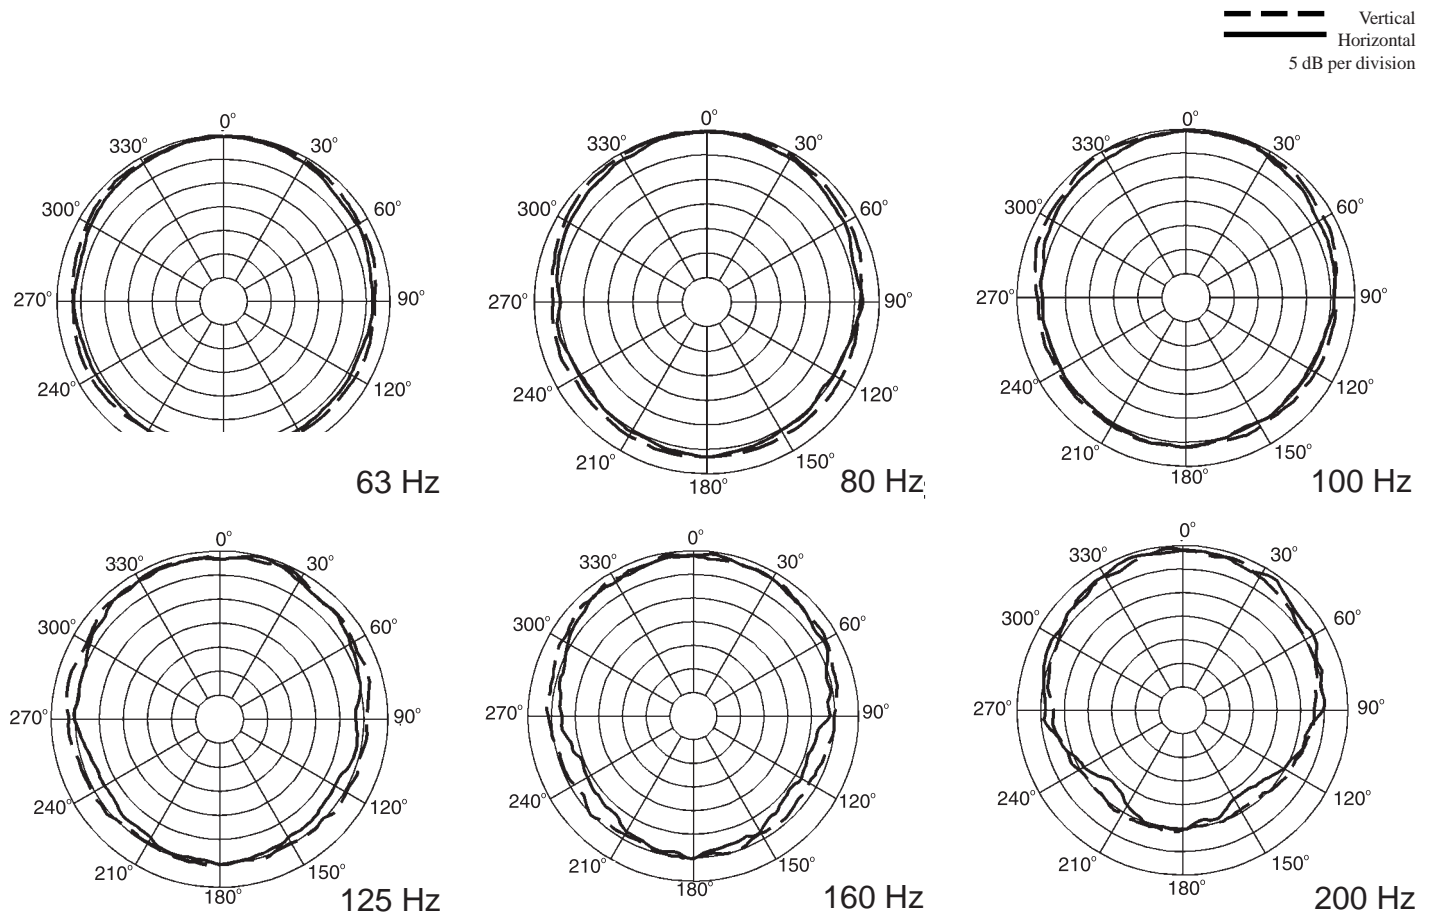 Vertical
Horizontal
5 dB per division
0° 0° 0°
330° 30° 330° 30° 330° 30°
300° 60° 300° 60° 300° 60°
270° 90° 270° 90° 270° 90°
240° 120° 240° 120° 240° 120°
210° 150° 210° 150°
180° 180°
63 Hz 80 Hz 100 Hz
0° 0° 0°
330° 30° 330° 30° 330° 30°
300° 60° 300° 60° 300° 60°
270° 90° 270° 90° 270° 90°
240° 120° 240° 120° 240° 120°
210° 150° 210° 150° 210° 150°
180° 180° 180°
125 Hz 160 Hz 200 Hz